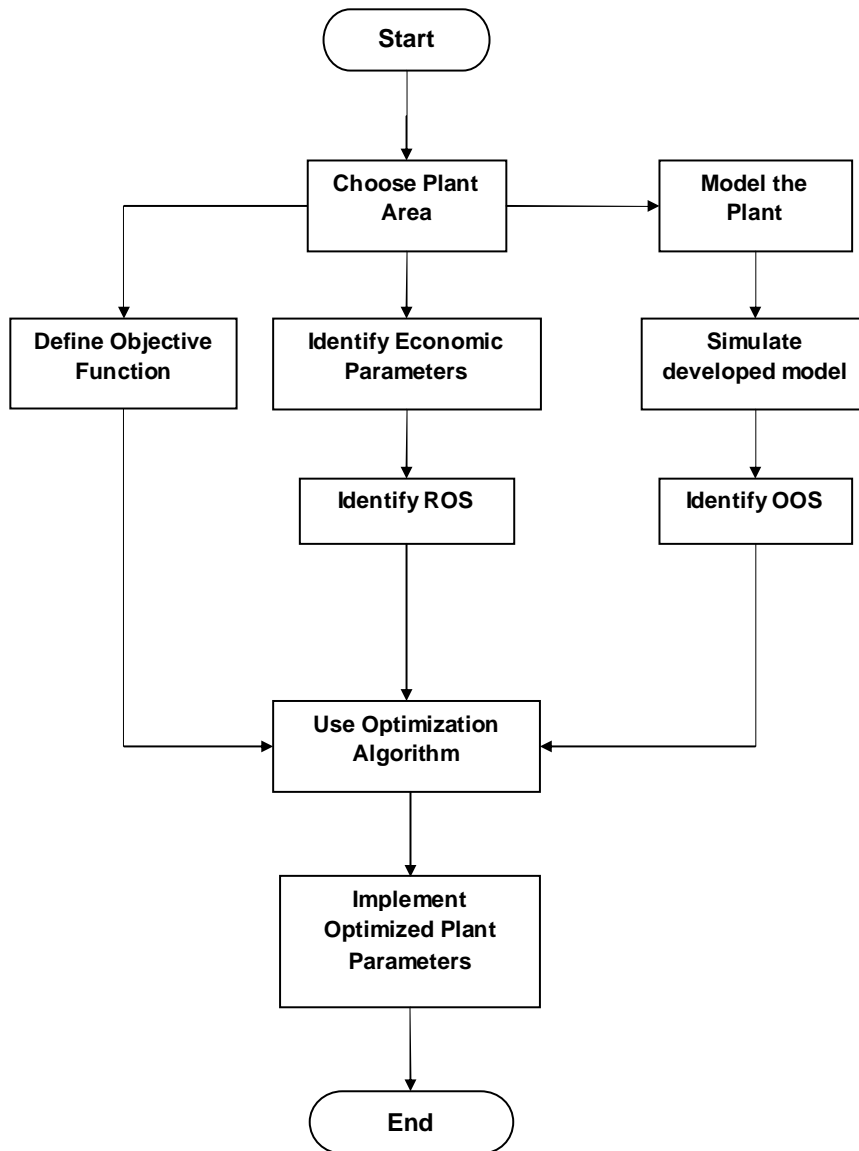 Start
Choose Plant
Area
Model the
Plant
Define Objective
Function
Identify Economic
Parameters
Simulate
developed model
Identify ROS
Identify OOS
Use Optimization
Algorithm
Implement
Optimized Plant
Parameters
End